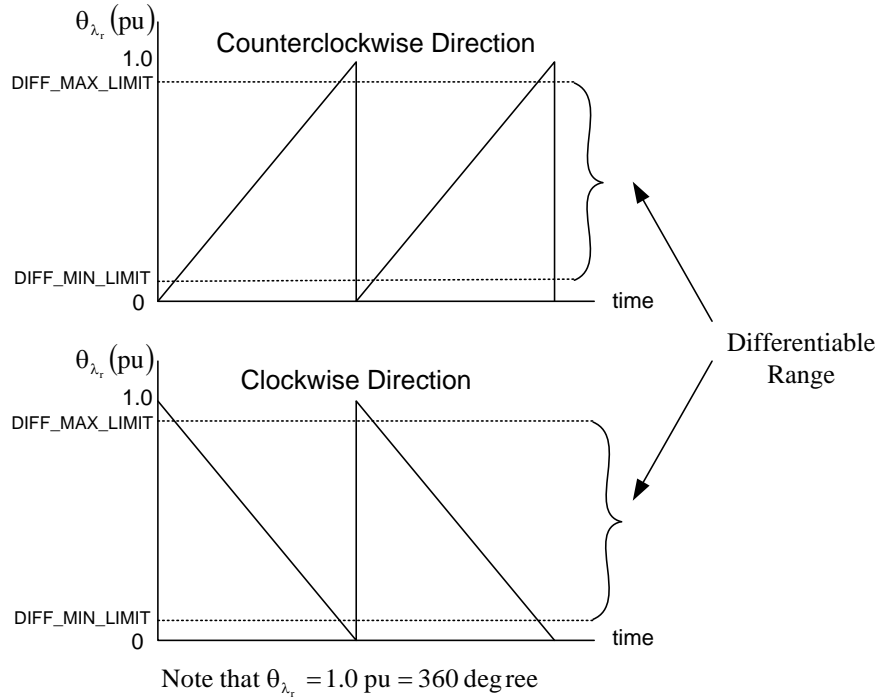 θλr (pu)
Counterclockwise Direction
1.0
DIFF_MAX_LIMIT
DIFF_MIN_LIMIT
0
time
Differentiable
Range
θλr (pu)
Clockwise Direction
1.0
DIFF_MAX_LIMIT
DIFF_MIN_LIMIT
0
time
Note that θλr = 1.0 pu = 360 deg ree